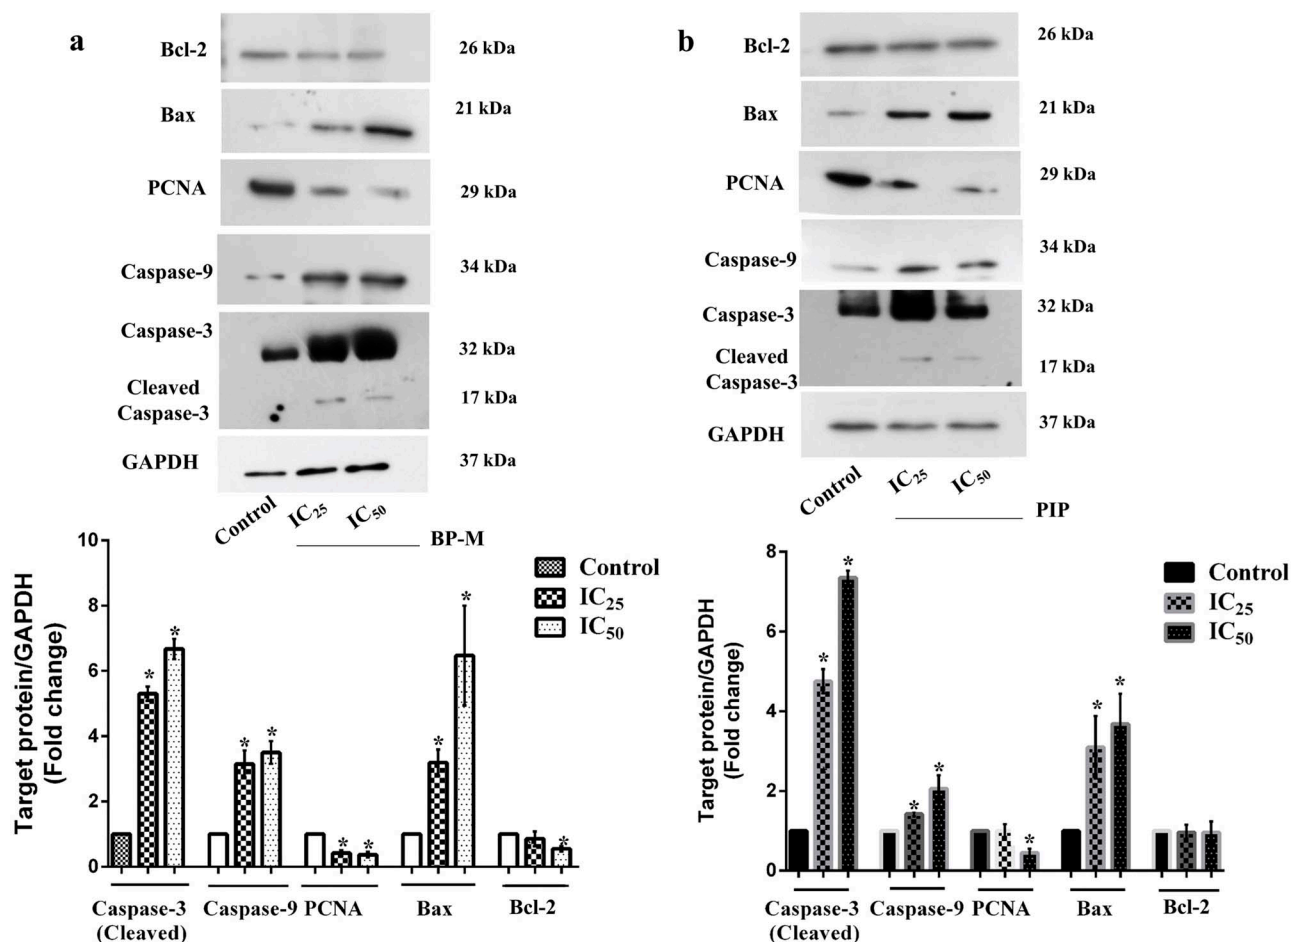 a
Bcl-2
26 kDa
Bax
21 kDa
PCNA
29 kDa
Caspase-9
34 kDa
Caspase-3
32 kDa
Cleaved
Caspase-3
17 kDa
GAPDH
37 kDa
Control
IC25
IC50
BP-M
Target protein/GAPDH
(Fold change)
10
8
6
4
2
0
Control
IC25
IC50
*
*
*
*
*
*
*
*
*
Caspase-3
(Cleaved)
Caspase-9
PCNA
Bax
Bcl-2
b
Bcl-2
26 kDa
Bax
21 kDa
PCNA
29 kDa
Caspase-9
34 kDa
Caspase-3
32 kDa
Cleaved
Caspase-3
17 kDa
GAPDH
37 kDa
Control
IC25
IC50
PIP
Target protein/GAPDH
(Fold change)
8
6
4
2
0
Control
IC25
IC50
*
*
*
*
*
*
*
Caspase-3
(Cleaved)
Caspase-9
PCNA
Bax
Bcl-2